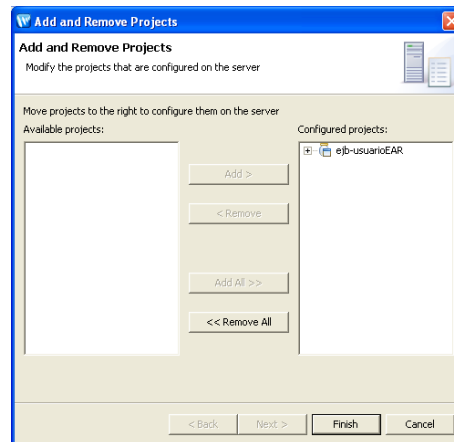 Add and Remove Projects
Add and Remove Projects
Modify the projects that are configured on the server
Move projects to the right to configure them on the server
Available projects:
Configured projects:
ejb-usuarioEAR
Add >
< Remove
Add All >>
<< Remove All
< Back
Next >
Finish
Cancel